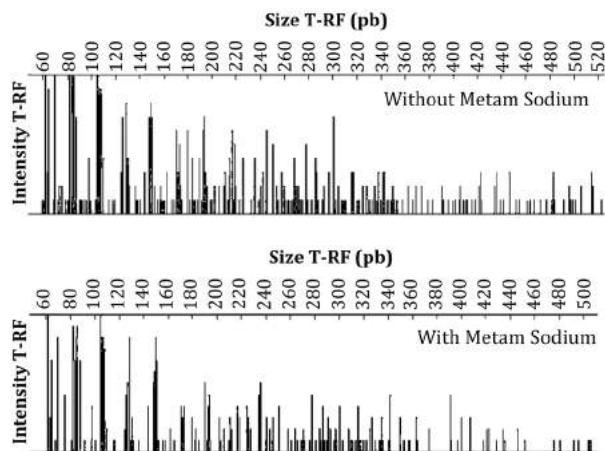 Size T-RF (pb)
60 80 100 120 140 160 180 200 220 240 260 280 300 320 340 360 380 400 420 440 460 480 500 520
Intensity T-RF
Without Metam Sodium
Size T-RF (pb)
60 80 100 120 140 160 180 200 220 240 260 280 300 320 340 360 380 400 420 440 460 480 500
Intensity T-RF
With Metam Sodium